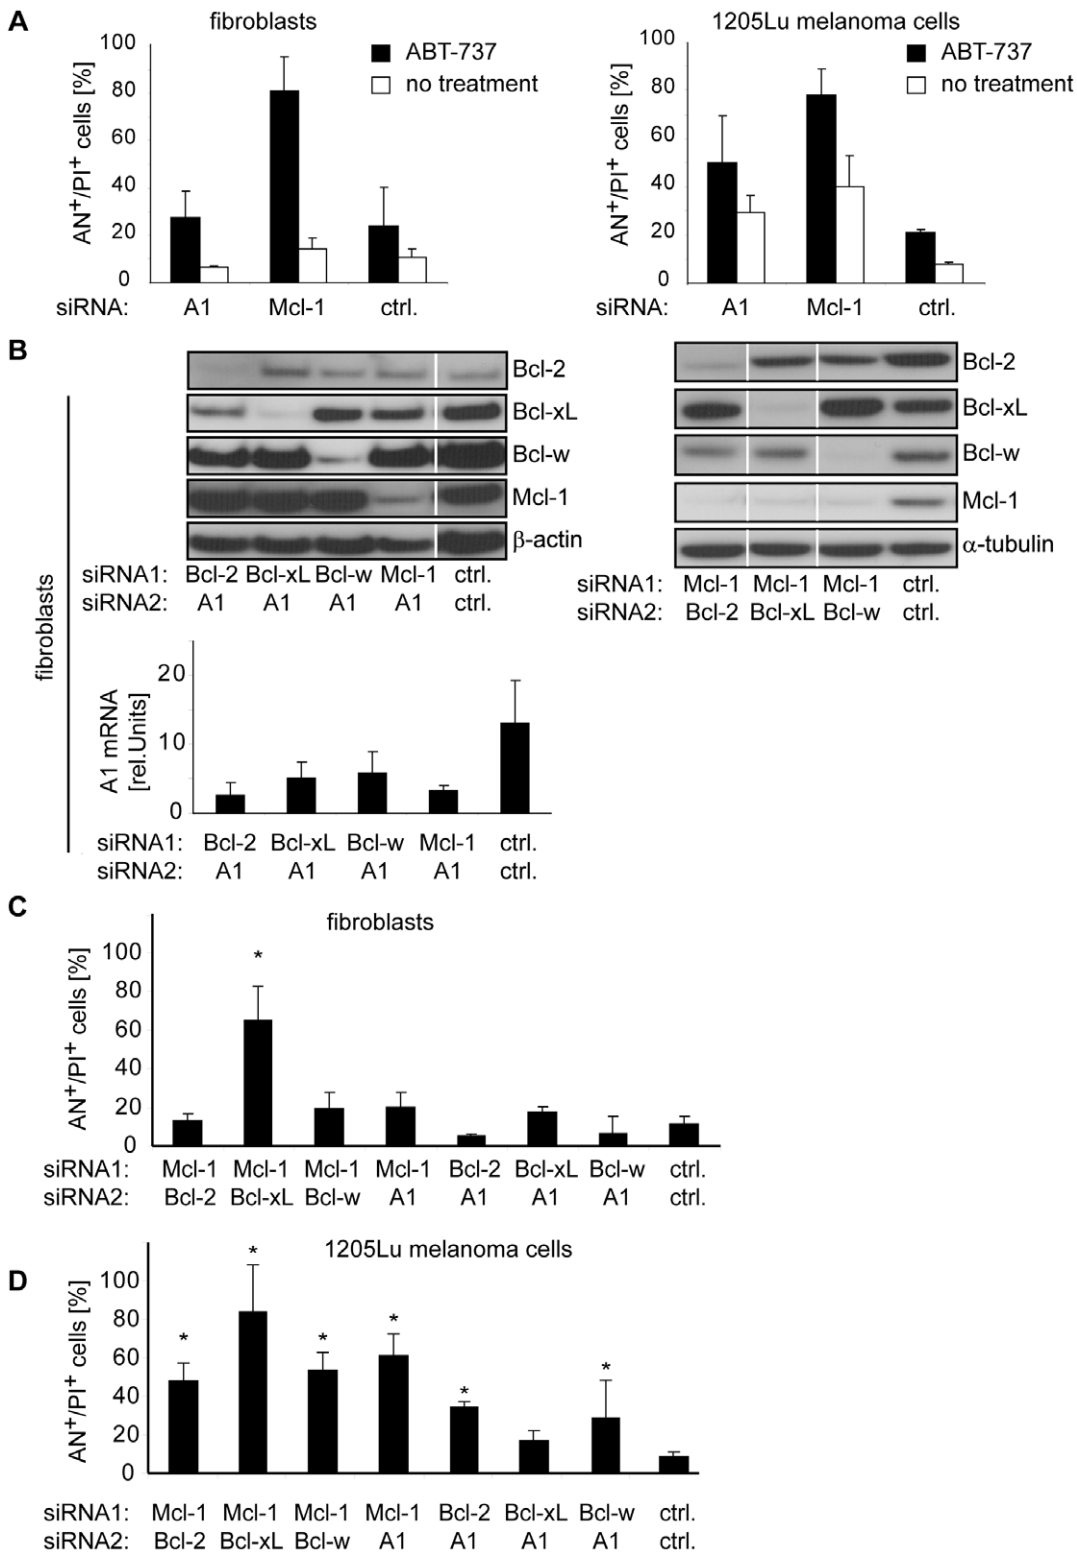 A
fibroblasts
100
80
60
40
20
0
AN+/PI+ cells [%]
ABT-737
no treatment
siRNA: A1 Mcl-1 ctrl.
1205Lu melanoma cells
100
80
60
40
20
0
AN+/PI+ cells [%]
ABT-737
no treatment
siRNA: A1 Mcl-1 ctrl.
B
fibroblasts
Bcl-2
Bcl-xL
Bcl-w
Mcl-1
β-actin
siRNA1: Bcl-2 Bcl-xL Bcl-w Mcl-1 ctrl.
siRNA2: A1 A1 A1 A1 ctrl.
Bcl-2
Bcl-xL
Bcl-w
Mcl-1
α-tubulin
siRNA1: Mcl-1 Mcl-1 Mcl-1 ctrl.
siRNA2: Bcl-2 Bcl-xL Bcl-w ctrl.
A1 mRNA
[rel.Units]
20
10
0
siRNA1: Bcl-2 Bcl-xL Bcl-w Mcl-1 ctrl.
siRNA2: A1 A1 A1 A1 ctrl.
C
fibroblasts
AN+/PI+ cells [%]
100
80
60
40
20
0
*
siRNA1: Mcl-1 Mcl-1 Mcl-1 Mcl-1 Bcl-2 Bcl-xL Bcl-w ctrl.
siRNA2: Bcl-2 Bcl-xL Bcl-w A1 A1 A1 A1 ctrl.
D
1205Lu melanoma cells
AN+/PI+ cells [%]
100
80
60
40
20
0
* * * * * *
siRNA1: Mcl-1 Mcl-1 Mcl-1 Mcl-1 Bcl-2 Bcl-xL Bcl-w ctrl.
siRNA2: Bcl-2 Bcl-xL Bcl-w A1 A1 A1 A1 ctrl.